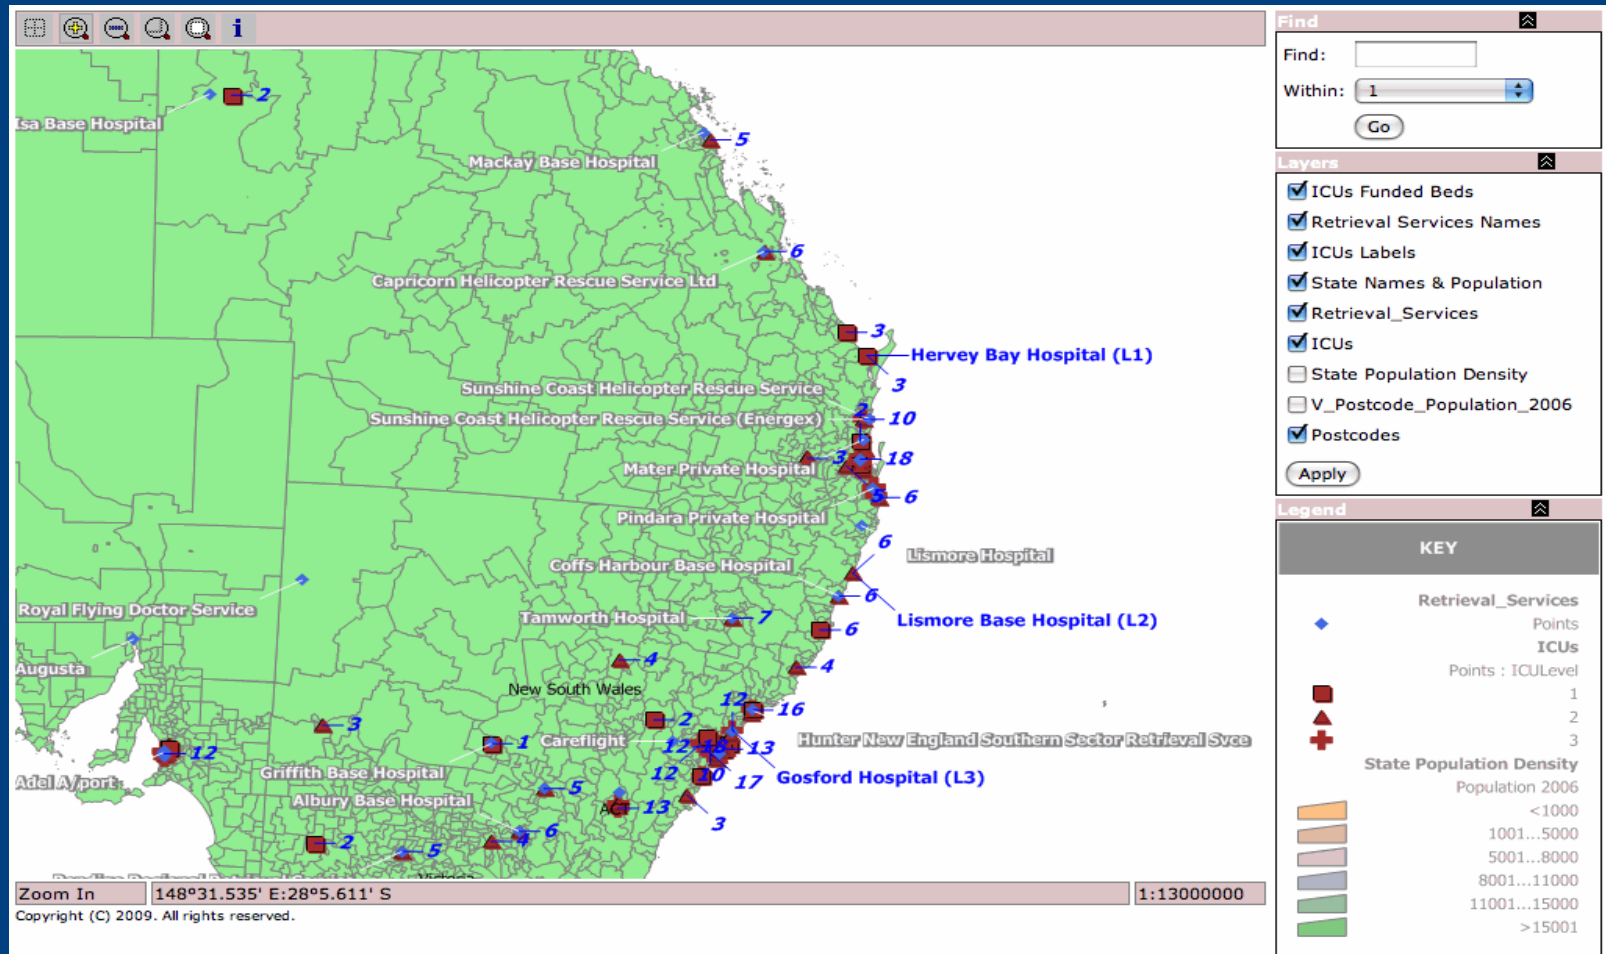 i
2
Isa Base Hospital
5
Mackay Base Hospital
6
Capricorn Helicopter Rescue Service Ltd
3
Hervey Bay Hospital (L1)
3
Sunshine Coast Helicopter Rescue Service
2
Sunshine Coast Helicopter Rescue Service (Energex)
10
3
18
Mater Private Hospital
5
6
Pindara Private Hospital
6
Lismore Hospital
Coffs Harbour Base Hospital
6
Royal Flying Doctor Service
Tamworth Hospital
7
Lismore Base Hospital (L2)
6
Augusta
4
4
New South Wales
12
16
3
2
1
Careflight
12
18
13
Hunter New England Southern Sector Retrieval Svce
12
Adel A/port
Griffith Base Hospital
12
10
17
Gosford Hospital (L3)
5
Albury Base Hospital
13
3
6
2
4
5
Victoria
Zoom In
148º31.535' E:28º5.611' S
1:13000000
Copyright (C) 2009. All rights reserved.
Find
Find:
Within:
1
Go
Layers
ICUs Funded Beds
Retrieval Services Names
ICUs Labels
State Names & Population
Retrieval_Services
ICUs
State Population Density
V_Postcode_Population_2006
Postcodes
Apply
Legend
KEY
Retrieval_Services
Points
ICUs
Points : ICULevel
1
2
3
State Population Density
Population 2006
<1000
1001...5000
5001...8000
8001...11000
11001...15000
>15001